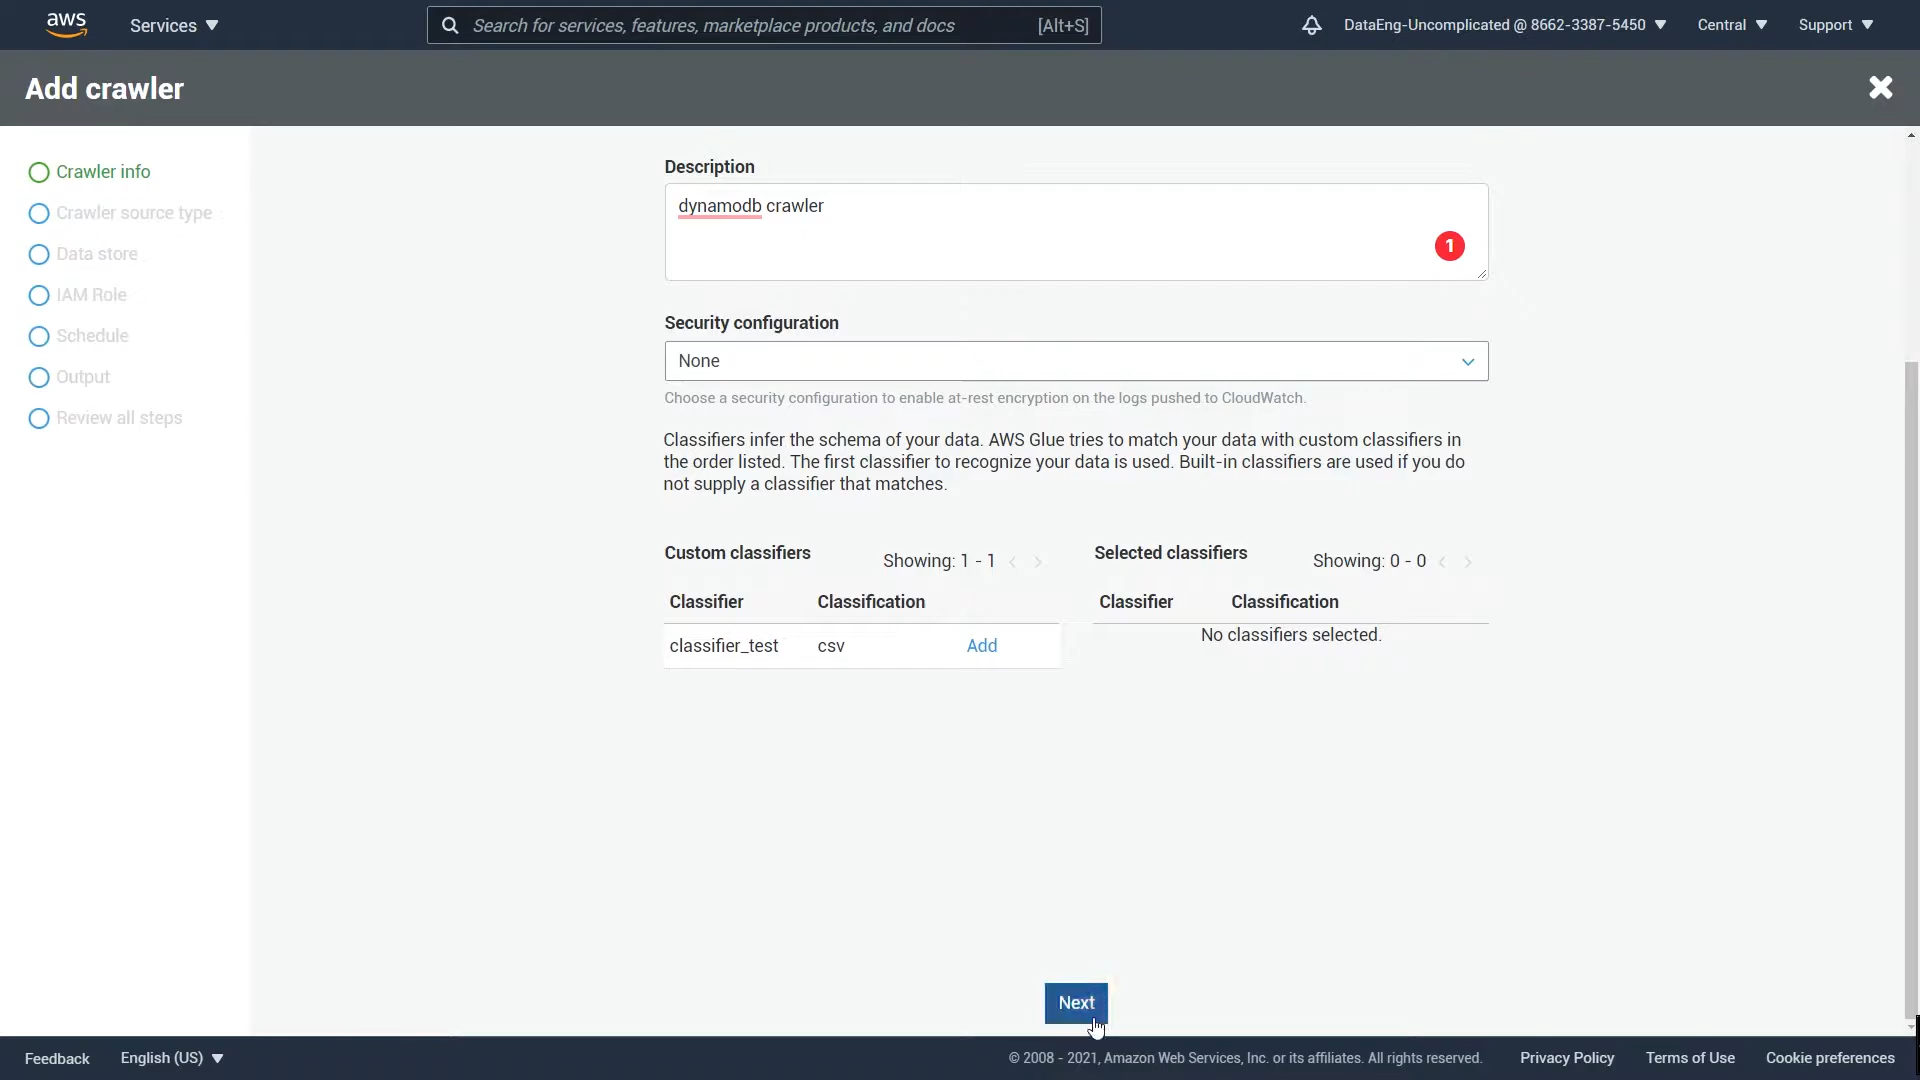 aws
Services
Search for services, features, marketplace products, and docs
[Alt+S]
DataEng-Uncomplicated @ 8662-3387-5450
Central
Support
Add crawler
Crawler info
Crawler source type
Data store
IAM Role
Schedule
Output
Review all steps
Description
dynamodb crawler
1
Security configuration
None
Choose a security configuration to enable at-rest encryption on the logs pushed to CloudWatch.
Classifiers infer the schema of your data. AWS Glue tries to match your data with custom classifiers in
the order listed. The first classifier to recognize your data is used. Built-in classifiers are used if you do
not supply a classifier that matches.
Custom classifiers
Showing: 1 - 1
Classifier Classification
classifier_test csv Add
Selected classifiers
Showing: 0 - 0
Classifier Classification
No classifiers selected.
Next
Feedback
English (US)
© 2008 - 2021, Amazon Web Services, Inc. or its affiliates. All rights reserved.
Privacy Policy
Terms of Use
Cookie preferences